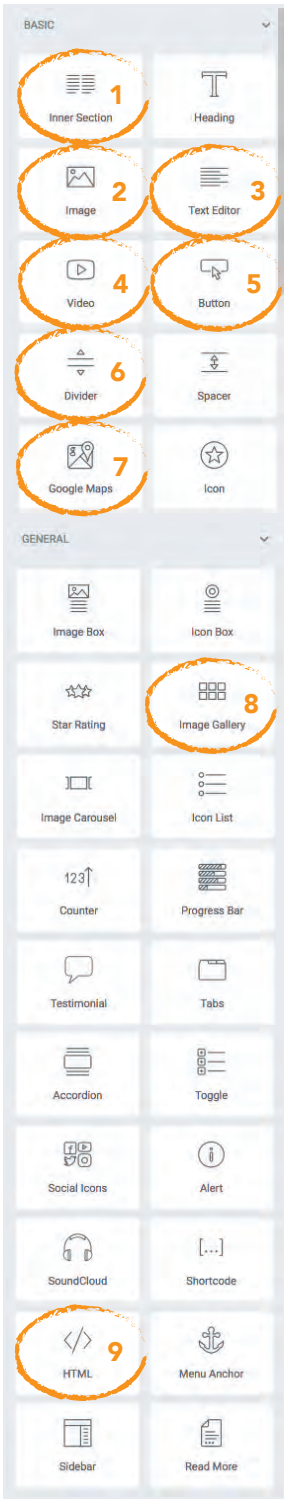 BASIC
1
Inner Section
Heading
2
Image
3
Text Editor
4
Video
5
Button
6
Divider
Spacer
7
Google Maps
Icon
GENERAL
Image Box
Icon Box
Star Rating
8
Image Gallery
Image Carousel
Icon List
123
Counter
Progress Bar
Testimonial
Tabs
Accordion
Toggle
Social Icons
Alert
SoundCloud
[...]
Shortcode
</> 9
HTML
Menu Anchor
Sidebar
Read More